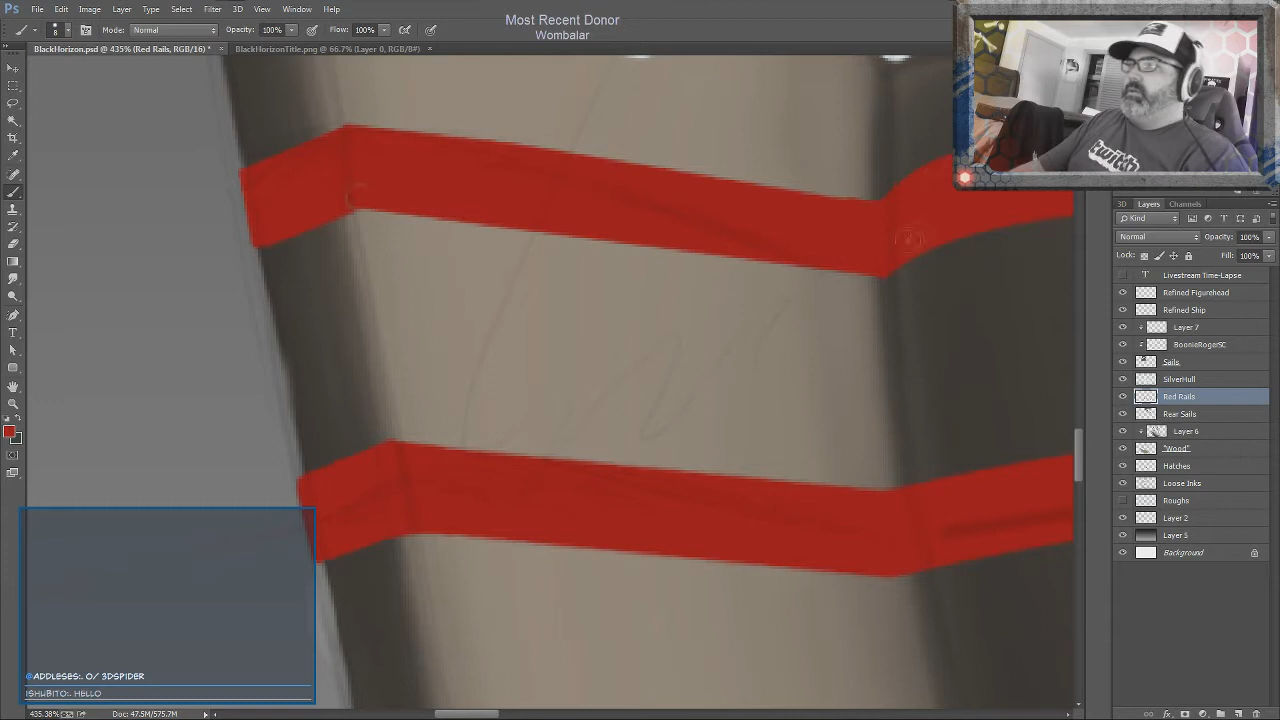 Ps File Edit Image Layer Type Select Filter 3D View Window Help
Most Recent Donor
Wombalar
Mode: Normal Opacity: 100% Flow: 100%
8
BlackHorizon.psd @ 435% (Red Rails, RGB/16) * × BlackHorizonTitle.png @ 66.7% (Layer 0, RGB/8#) ×
twitch
3D Layers Channels
Kind
Normal Opacity: 100%
Lock: Fill: 100%
T Livestream Time-Lapse
Refined Figurehead
Refined Ship
Layer 7
BoonieRogerSC
Sails
SilverHull
Red Rails
Rear Sails
Layer 6
"Wood"
Hatches
Loose Inks
Roughs
Layer 2
Layer 5
Background
@ADDLESES:. O/ 3DSPIDER
ISHUBITO:. HELLO
435.38% Doc: 47.5M/575.7M